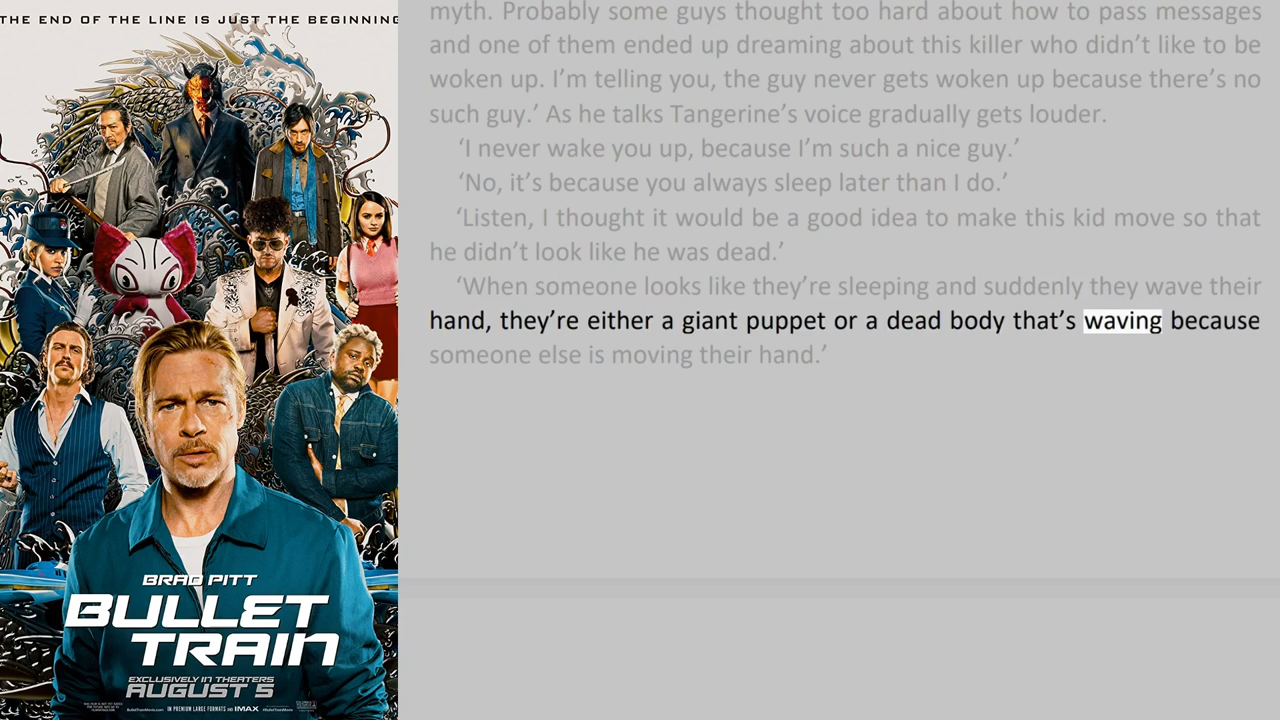 THE END OF THE LINE IS JUST THE BEGINNING
BRAD PITT
BULLET
TRAIN
EXCLUSIVELY IN THEATERS
AUGUST 5
BulletTrainMovie.com
IN PREMIUM LARGE FORMATS AND IMAX
#BulletTrainMovie
myth. Probably some guys thought too hard about how to pass messages
and one of them ended up dreaming about this killer who didn’t like to be
woken up. I’m telling you, the guy never gets woken up because there’s no
such guy.’ As he talks Tangerine’s voice gradually gets louder.
‘I never wake you up, because I’m such a nice guy.’
‘No, it’s because you always sleep later than I do.’
‘Listen, I thought it would be a good idea to make this kid move so that
he didn’t look like he was dead.’
‘When someone looks like they’re sleeping and suddenly they wave their
hand, they’re either a giant puppet or a dead body that’s waving because
someone else is moving their hand.’